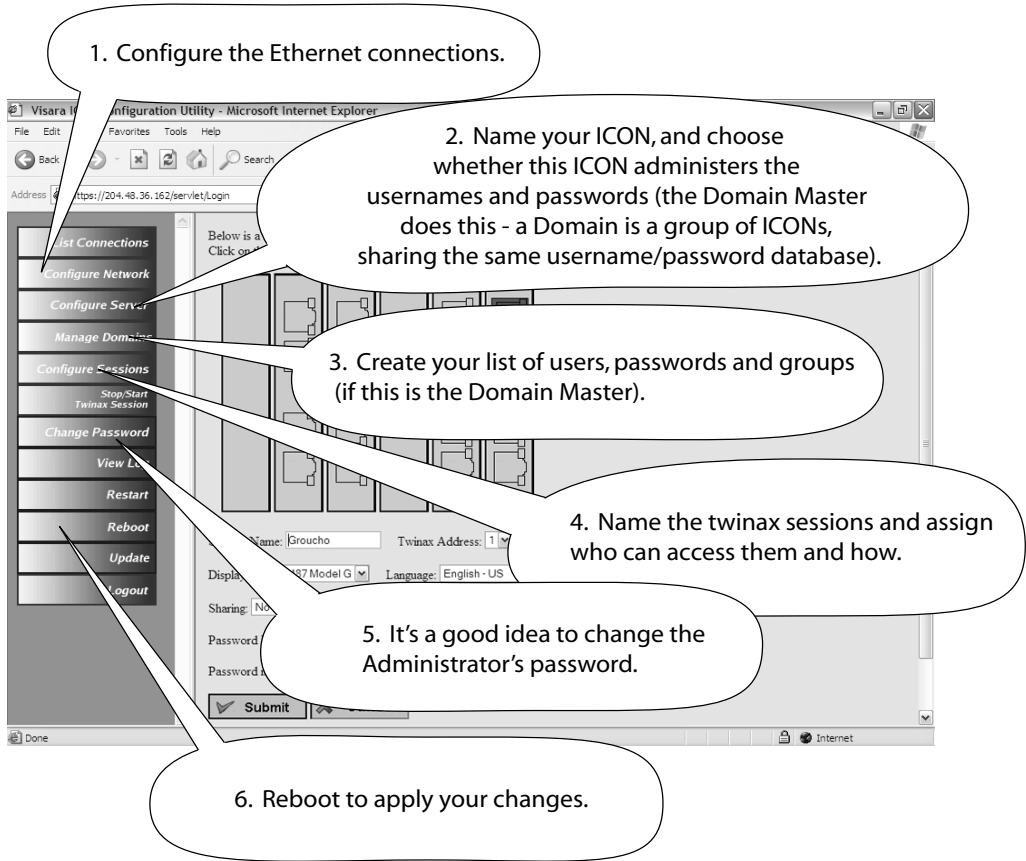 1. Configure the Ethernet connections.
Visara IC nfiguration Utility - Microsoft Internet Explorer
File Edit Favorites Tools Help
2. Name your ICON, and choose
whether this ICON administers the
usernames and passwords (the Domain Master
does this - a Domain is a group of ICONs,
sharing the same username/password database).
Back Search
Address https://204.48.36.162/servlet/Login
List Connections
Configure Network
Configure Server
Manage Domains
Configure Sessions
Stop/Start
Twinax Session
Change Password
View Log
Restart
Reboot
Update
Logout
Below is a
Click on
3. Create your list of users, passwords and groups
(if this is the Domain Master).
4. Name the twinax sessions and assign
who can access them and how.
Name: Groucho Twinax Address: 1
Display 487 Model G Language: English - US
Sharing: No
Password
Password
5. It's a good idea to change the
Administrator's password.
Submit
Done Internet
6. Reboot to apply your changes.